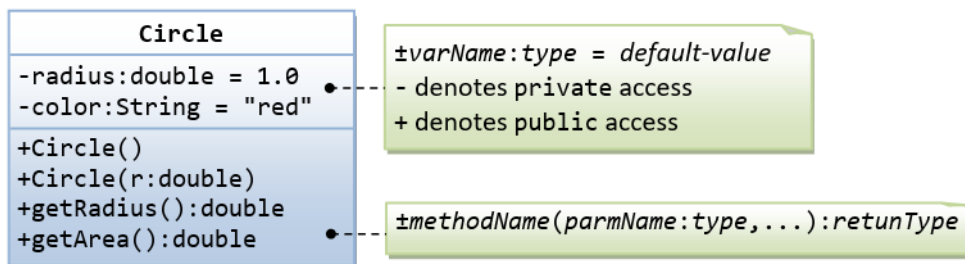 Circle
-radius:double = 1.0
-color:String = "red"
+Circle()
+Circle(r:double)
+getRadius():double
+getArea():double
±varName:type = default-value
- denotes private access
+ denotes public access
±methodName(parmName:type,...):retunType